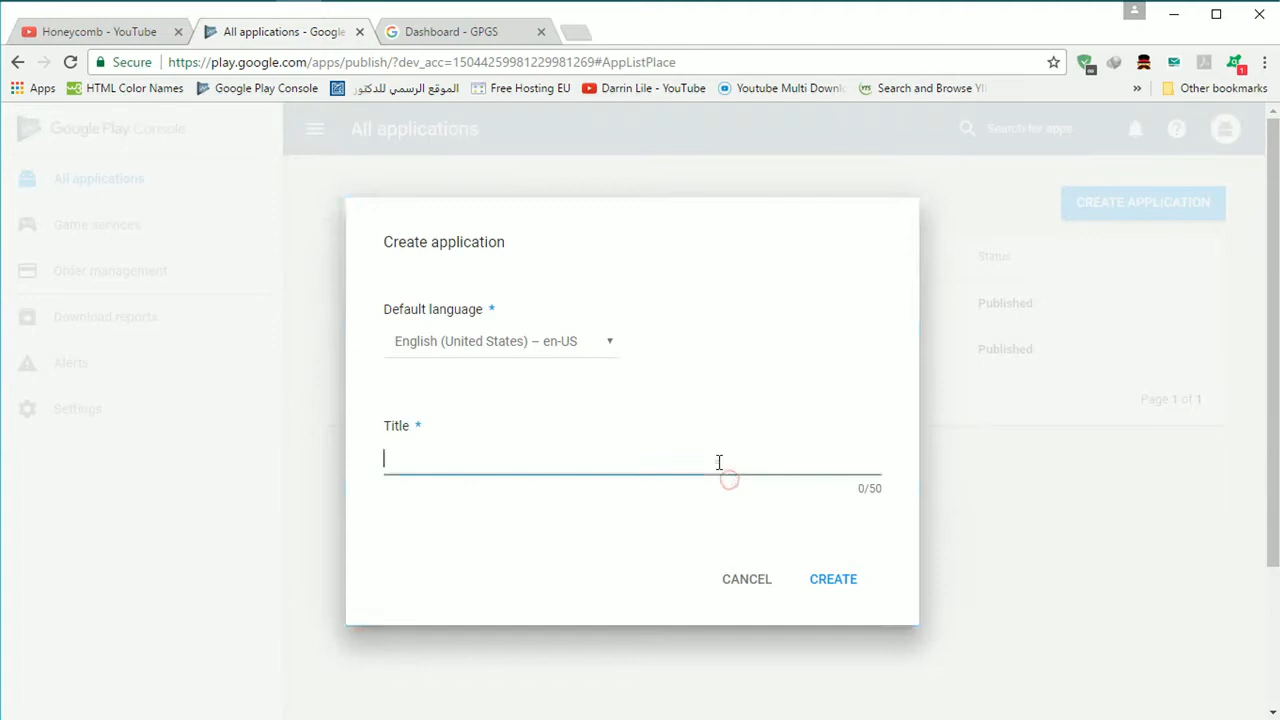 Honeycomb - YouTube
All applications - Google
Dashboard - GPGS
Secure
https://play.google.com/apps/publish/?dev_acc=15044259981229981269#AppListPlace
Apps
HTML Color Names
Google Play Console
الموقع الرسمي للدكتور
Free Hosting EU
Darrin Lile - YouTube
Youtube Multi Downl
Search and Browse YI
»
Other bookmarks
Google Play Console
All applications
Search for apps
All applications
CREATE APPLICATION
Game services
Order management
Download reports
Alerts
Settings
Status
Published
Published
Page 1 of 1
Create application
Default language *
English (United States) – en-US
Title *
0/50
CANCEL
CREATE
1